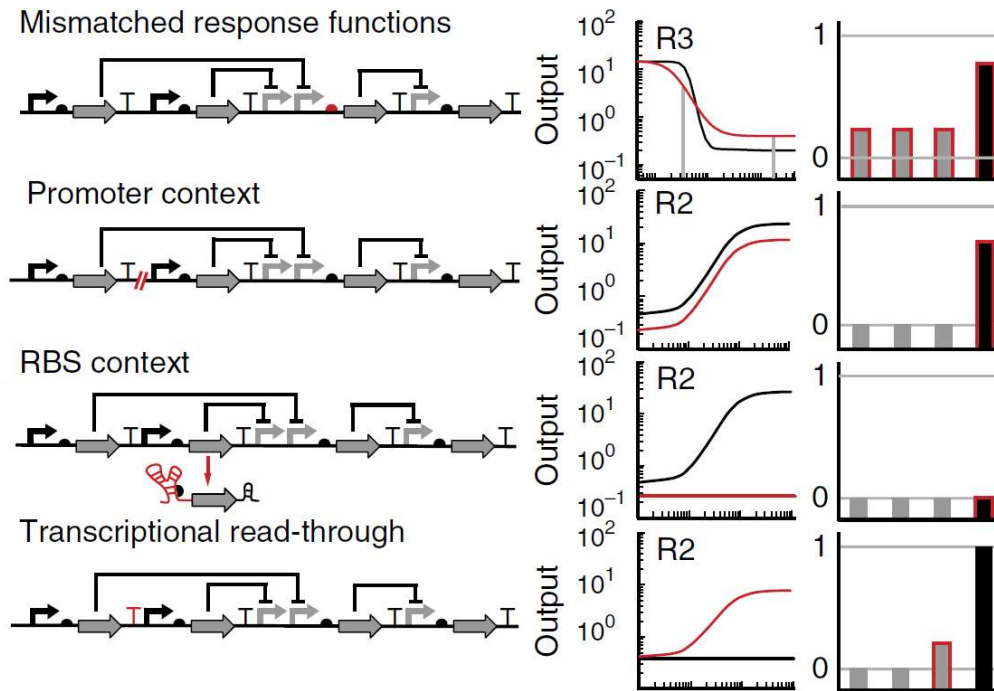 Mismatched response functions
Output
10²
10¹
10⁰
10⁻¹
R3
1
0
Promoter context
10²
10¹
10⁰
10⁻¹
R2
1
0
RBS context
Output
10²
10¹
10⁰
10⁻¹
R2
1
0
Transcriptional read-through
Output
10²
10¹
10⁰
R2
1
0